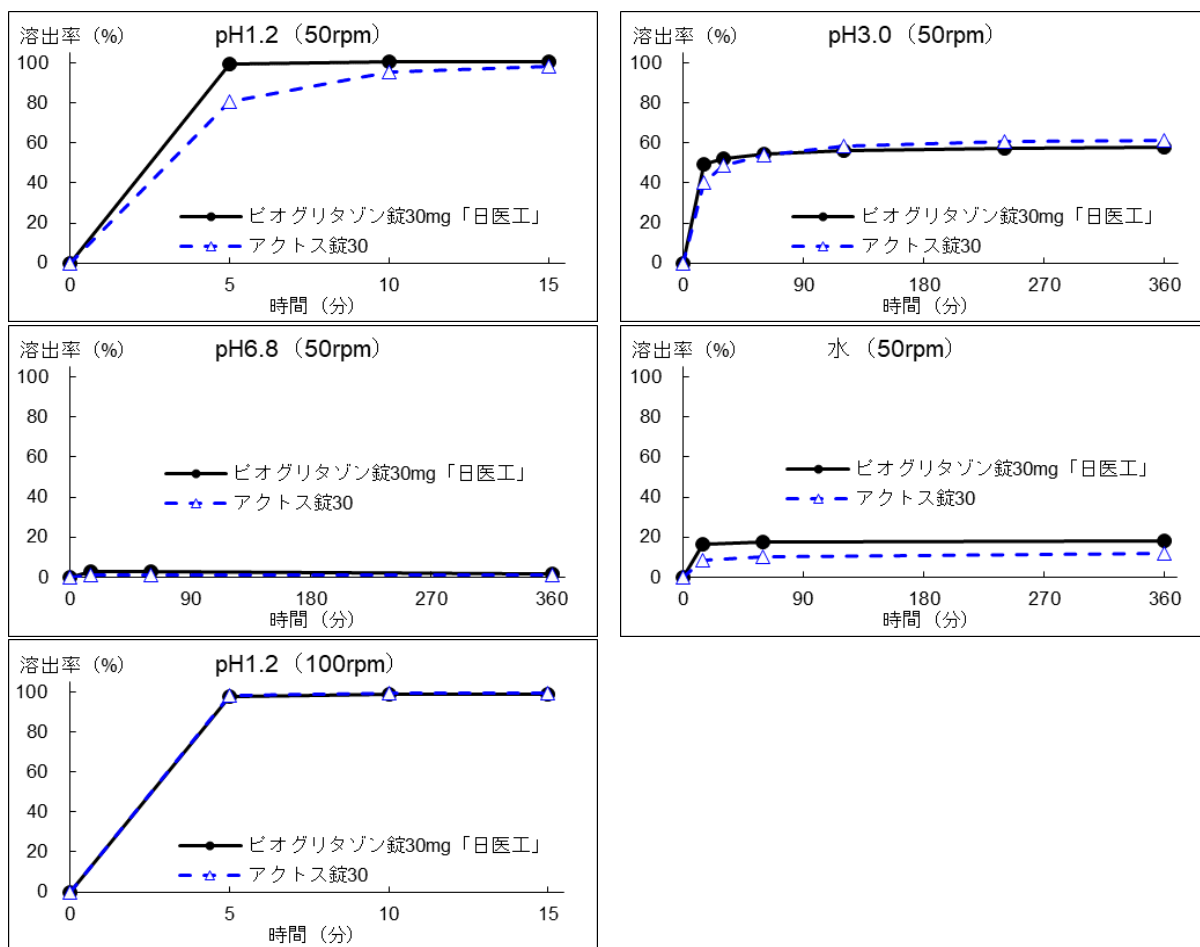 溶出率（%）
pH1.2（50rpm）
100
80
60
40
20
0
ピオグリタゾン錠30mg「日医工」
アクトス錠30
0 5 10 15
時間（分）
溶出率（%）
pH3.0（50rpm）
100
80
60
40
20
0
ピオグリタゾン錠30mg「日医工」
アクトス錠30
0 90 180 270 360
時間（分）
溶出率（%）
pH6.8（50rpm）
100
80
60
40
20
0
ピオグリタゾン錠30mg「日医工」
アクトス錠30
0 90 180 270 360
時間（分）
溶出率（%）
水（50rpm）
100
80
60
40
20
0
ピオグリタゾン錠30mg「日医工」
アクトス錠30
0 90 180 270 360
時間（分）
溶出率（%）
pH1.2（100rpm）
100
80
60
40
20
0
ピオグリタゾン錠30mg「日医工」
アクトス錠30
0 5 10 15
時間（分）